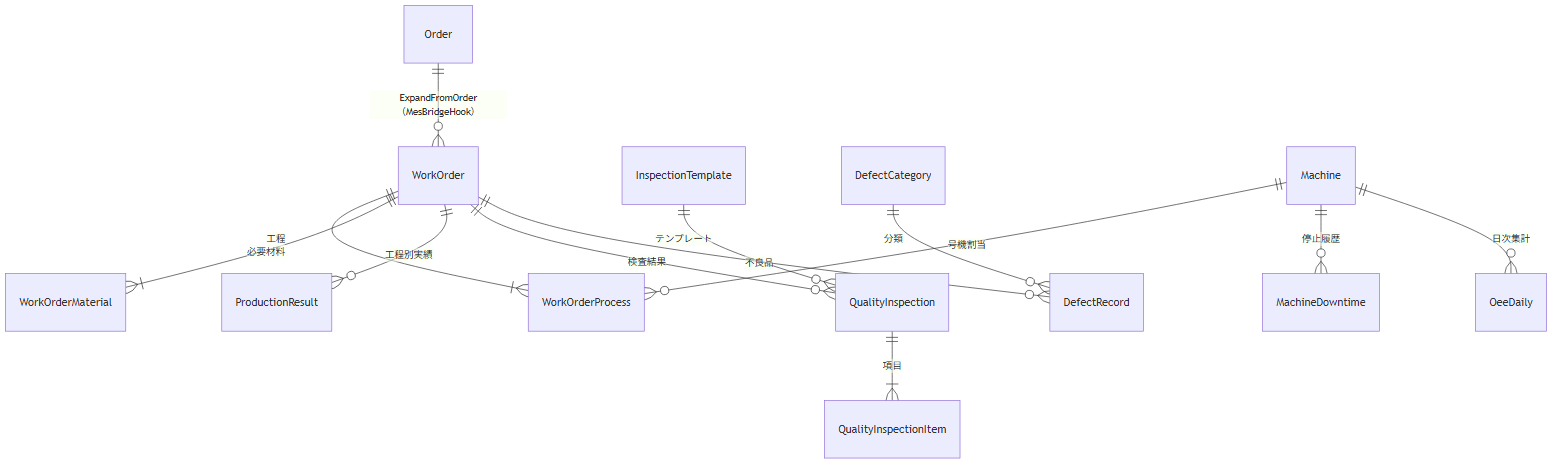 Order
ExpandFromOrder
(MesBridgeHook)
WorkOrder
InspectionTemplate
DefectCategory
Machine
工程
必要材料
工程別実績
検査結果
テンプレート
不良品
分類
号機割当
停止履歴
日次集計
WorkOrderMaterial
ProductionResult
WorkOrderProcess
QualityInspection
DefectRecord
MachineDowntime
OeeDaily
項目
QualityInspectionItem